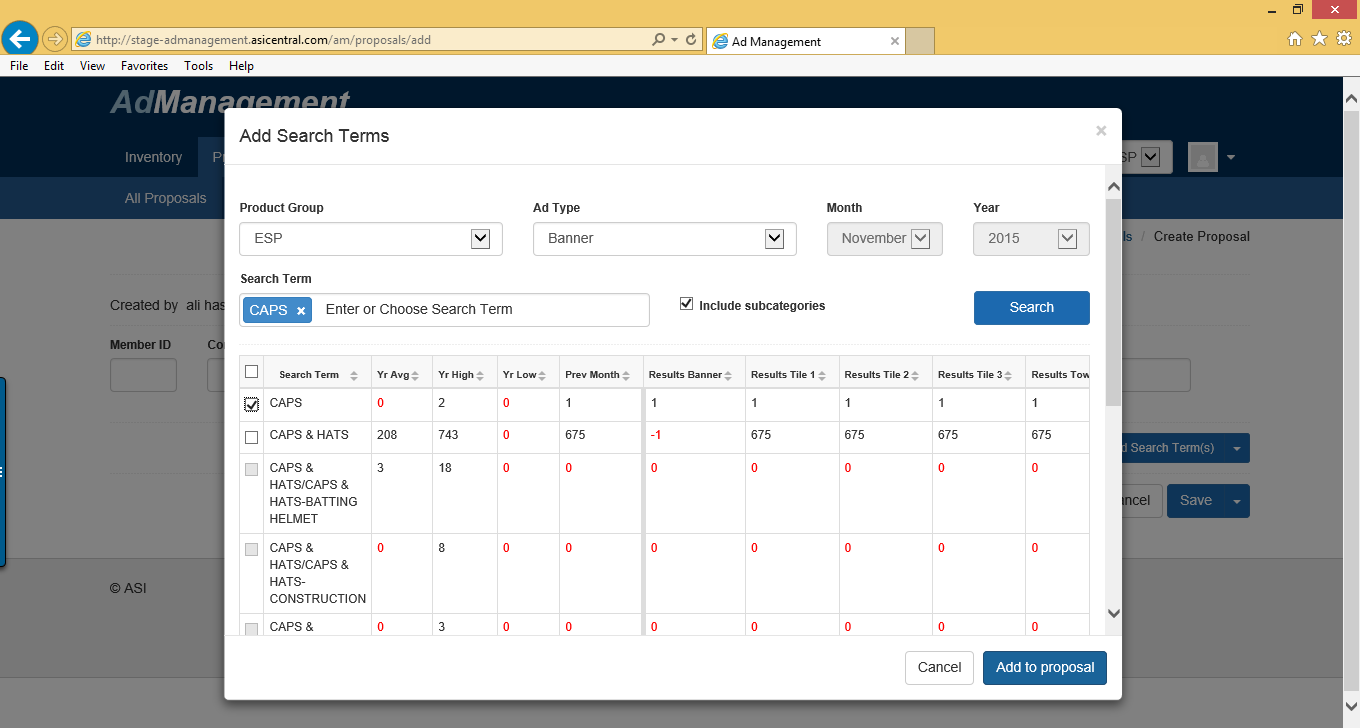 http://stage-admanagement.asicentral.com/am/proposals/add
Ad Management
File Edit View Favorites Tools Help
AdManagement
Add Search Terms
Inventory
All Proposals
Create Proposal
Product Group Ad Type Month Year
ESP Banner November 2015
Search Term
CAPS x Enter or Choose Search Term
Include subcategories
Search
Created by ali
Member ID
Search Term Yr Avg Yr High Yr Low Prev Month Results Banner Results Tile 1 Results Tile 2 Results Tile 3 Results Tow
CAPS 0 2 0 1 1 1 1 1 1
CAPS & HATS 208 743 0 675 -1 675 675 675 675
CAPS & 3 18 0 0 0 0 0 0 0
HATS/CAPS &
HATS-BATTING
HELMET
CAPS & 0 8 0 0 0 0 0 0 0
HATS/CAPS &
HATS-
CONSTRUCTION
CAPS & 0 3 0 0 0 0 0 0 0
Search Term(s)
Save
© ASI
Cancel Add to proposal